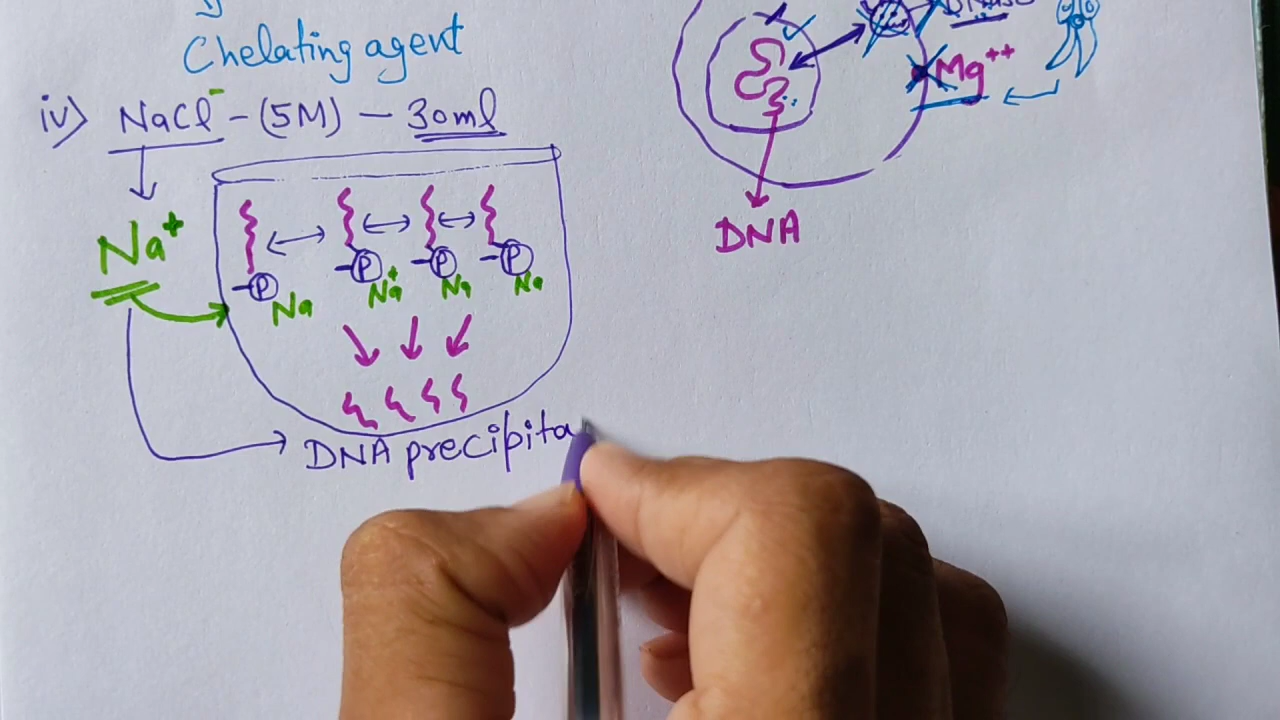 Chelating agent
iv) NaCl⁻ - (5M) - 30ml
Na⁺
P P P P
Na Na⁺ Na Na
DNA precipita
Mg⁺⁺
DNA